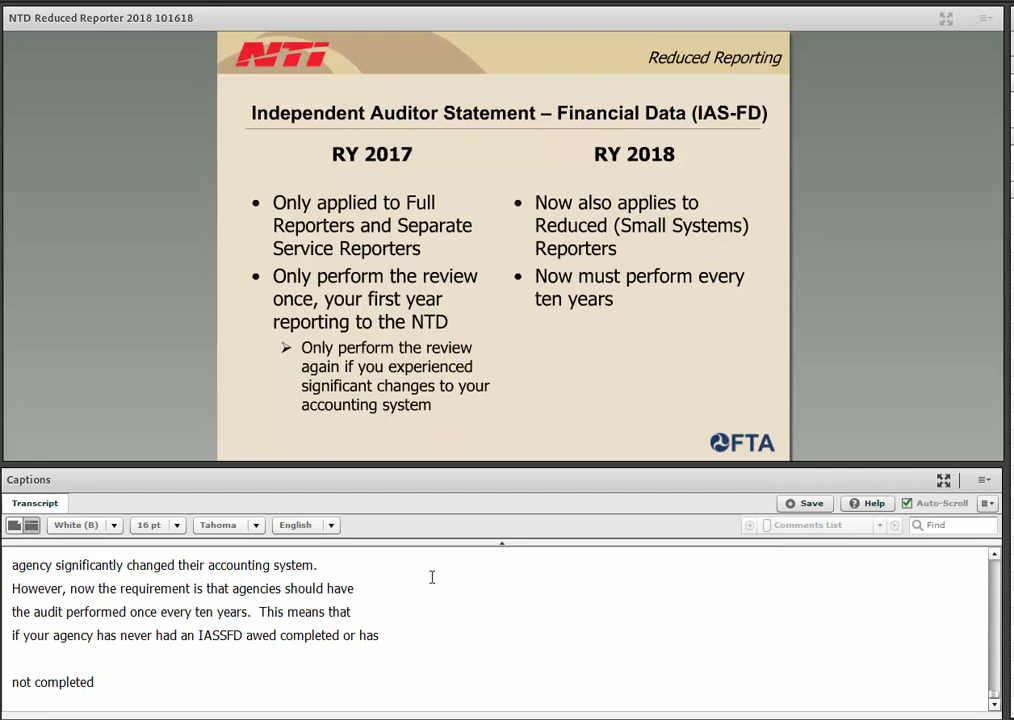 NTD Reduced Reporter 2018 101618
NTI
Reduced Reporting
Independent Auditor Statement – Financial Data (IAS-FD)
RY 2017
• Only applied to Full
Reporters and Separate
Service Reporters
• Only perform the review
once, your first year
reporting to the NTD
➢ Only perform the review
again if you experienced
significant changes to your
accounting system
RY 2018
• Now also applies to
Reduced (Small Systems)
Reporters
• Now must perform every
ten years
FTA
Captions
Transcript
Save
Help
Auto-Scroll
White (B)
16 pt
Tahoma
English
Comments List
Find
agency significantly changed their accounting system.
However, now the requirement is that agencies should have
the audit performed once every ten years.  This means that
if your agency has never had an IASSFD awed completed or has
not completed